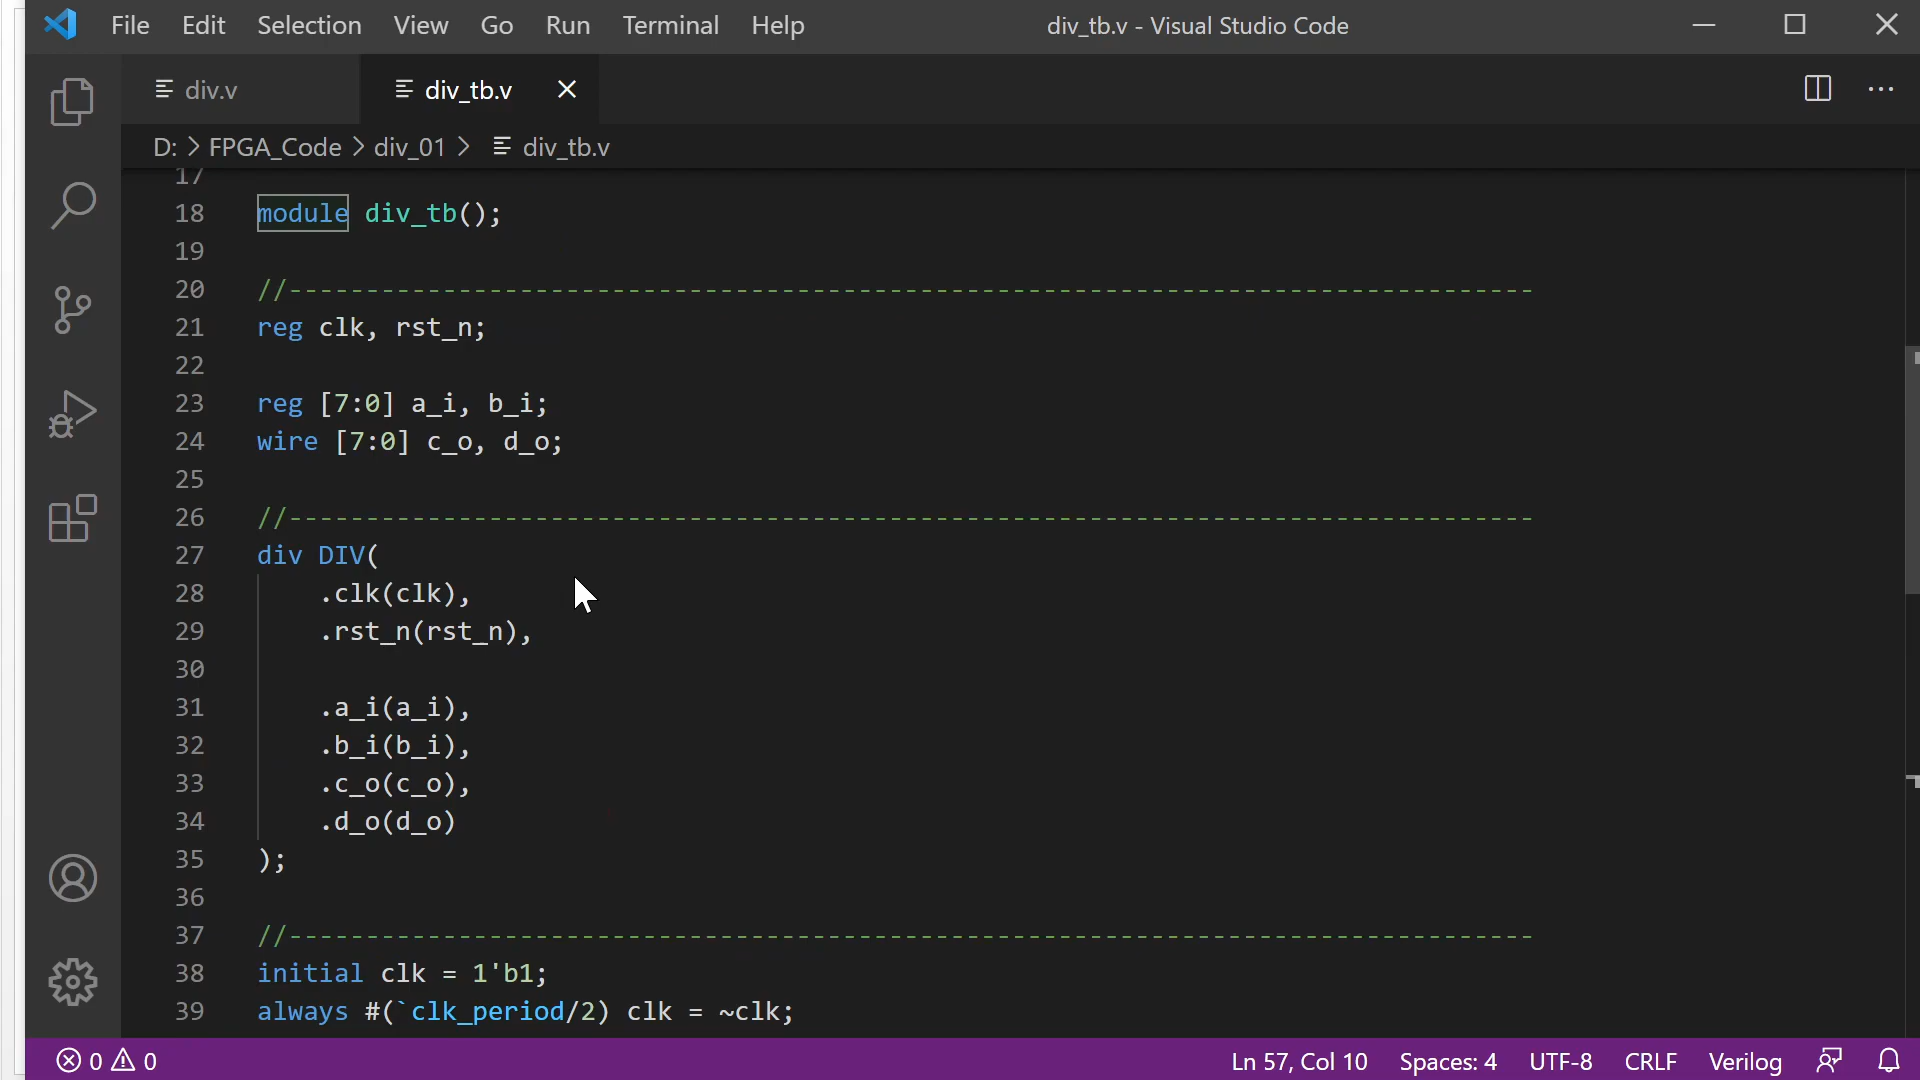 File Edit Selection View Go Run Terminal Help div_tb.v - Visual Studio Code
div.v div_tb.v
D: > FPGA_Code > div_01 > div_tb.v
17
18 module div_tb();
19
20 //---------------------------------------------------------------------------------
21 reg clk, rst_n;
22
23 reg [7:0] a_i, b_i;
24 wire [7:0] c_o, d_o;
25
26 //---------------------------------------------------------------------------------
27 div DIV(
28 .clk(clk),
29 .rst_n(rst_n),
30
31 .a_i(a_i),
32 .b_i(b_i),
33 .c_o(c_o),
34 .d_o(d_o)
35 );
36
37 //---------------------------------------------------------------------------------
38 initial clk = 1'b1;
39 always #(`clk_period/2) clk = ~clk;
0 0 Ln 57, Col 10 Spaces: 4 UTF-8 CRLF Verilog